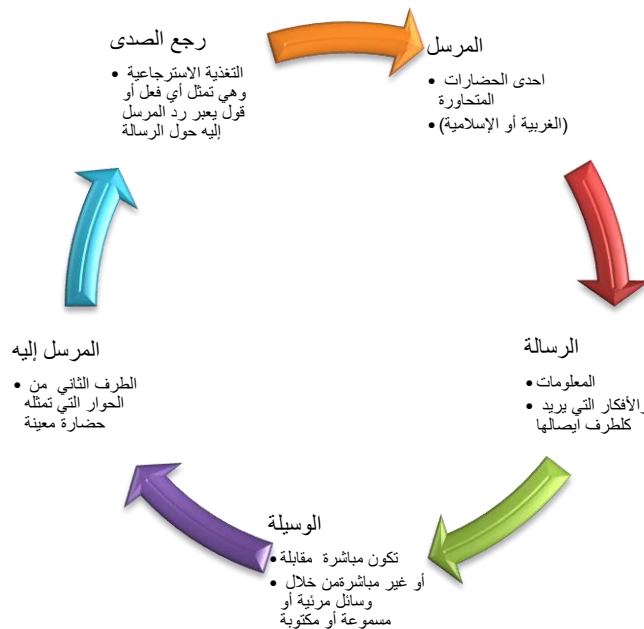 المرسل
• احدى الحضارات
المتحاورة
• (الغربية أو الإسلامية)
الرسالة
• المعلومات
• والأفكار التي يريد
كلطرف ايصالها
الوسيلة
• تكون مباشرة مقابلة
• أو غير مباشرةمن خلال
وسائل مرئية أو
مسموعة أو مكتوبة
المرسل إليه
• الطرف الثاني من
الحوار التي تمثله
حضارة معينة
رجع الصدى
• التغذية الاسترجاعية
وهي تمثل أي فعل أو
قول يعبر رد المرسل
إليه حول الرسالة